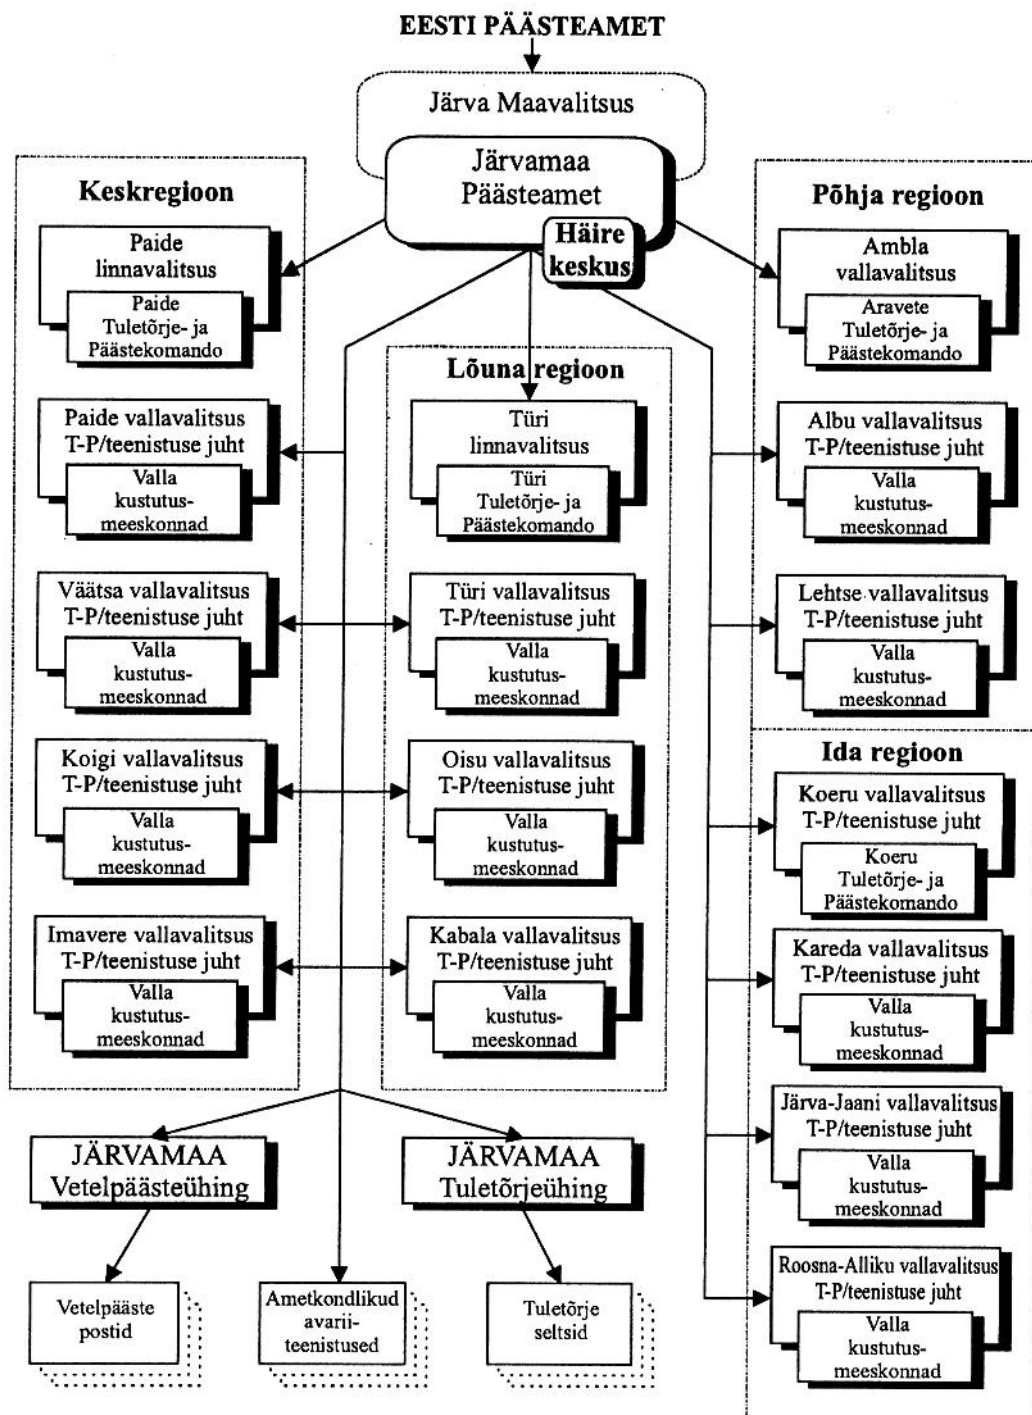 EESTI PÄÄSTEAMET
Järva Maavalitsus
Järvamaa
Päästeamet
Häire
keskus
Keskregioon
Paide
linnavalitsus
Paide
Tuletõrje- ja
Päästekomando
Paide vallavalitsus
T-P/teenistuse juht
Valla
kustutus-
meeskonnad
Väätsa vallavalitsus
T-P/teenistuse juht
Valla
kustutus-
meeskonnad
Koigi vallavalitsus
T-P/teenistuse juht
Valla
kustutus-
meeskonnad
Imavere vallavalitsus
T-P/teenistuse juht
Valla
kustutus-
meeskonnad
Lõuna regioon
Türi
linnavalitsus
Türi
Tuletõrje- ja
Päästekomando
Türi vallavalitsus
T-P/teenistuse juht
Valla
kustutus-
meeskonnad
Oisu vallavalitsus
T-P/teenistuse juht
Valla
kustutus-
meeskonnad
Kabala vallavalitsus
T-P/teenistuse juht
Valla
kustutus-
meeskonnad
Põhja regioon
Ambla
vallavalitsus
Aravete
Tuletõrje- ja
Päästekomando
Albu vallavalitsus
T-P/teenistuse juht
Valla
kustutus-
meeskonnad
Lehtse vallavalitsus
T-P/teenistuse juht
Valla
kustutus-
meeskonnad
Ida regioon
Koeru vallavalitsus
T-P/teenistuse juht
Koeru
Tuletõrje- ja
Päästekomando
Kareda vallavalitsus
T-P/teenistuse juht
Valla
kustutus-
meeskonnad
Järva-Jaani vallavalitsus
T-P/teenistuse juht
Valla
kustutus-
meeskonnad
Roosna-Alliku vallavalitsus
T-P/teenistuse juht
Valla
kustutus-
meeskonnad
JÄRVAMAA
Vetelpäästeühing
JÄRVAMAA
Tuletõrjeühing
Vetelpääste
postid
Ametkondlikud
avarii-
teenistused
Tuletõrje
seltsid